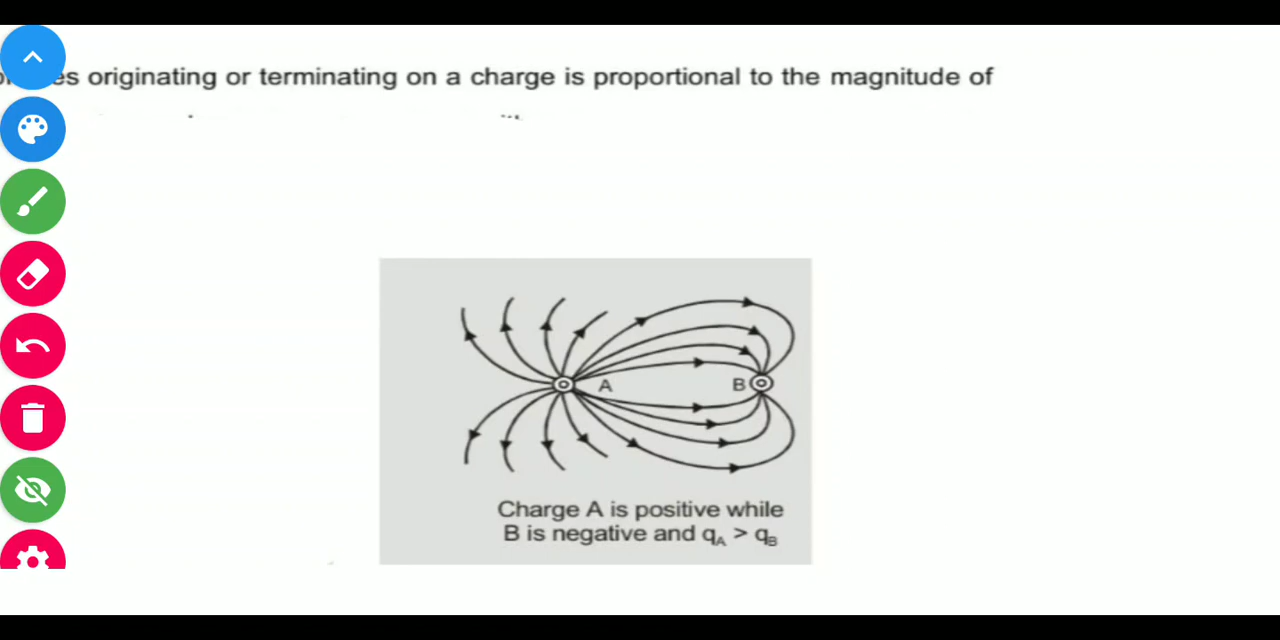 es originating or terminating on a charge is proportional to the magnitude of
A
B
Charge A is positive while
B is negative and qA > qB